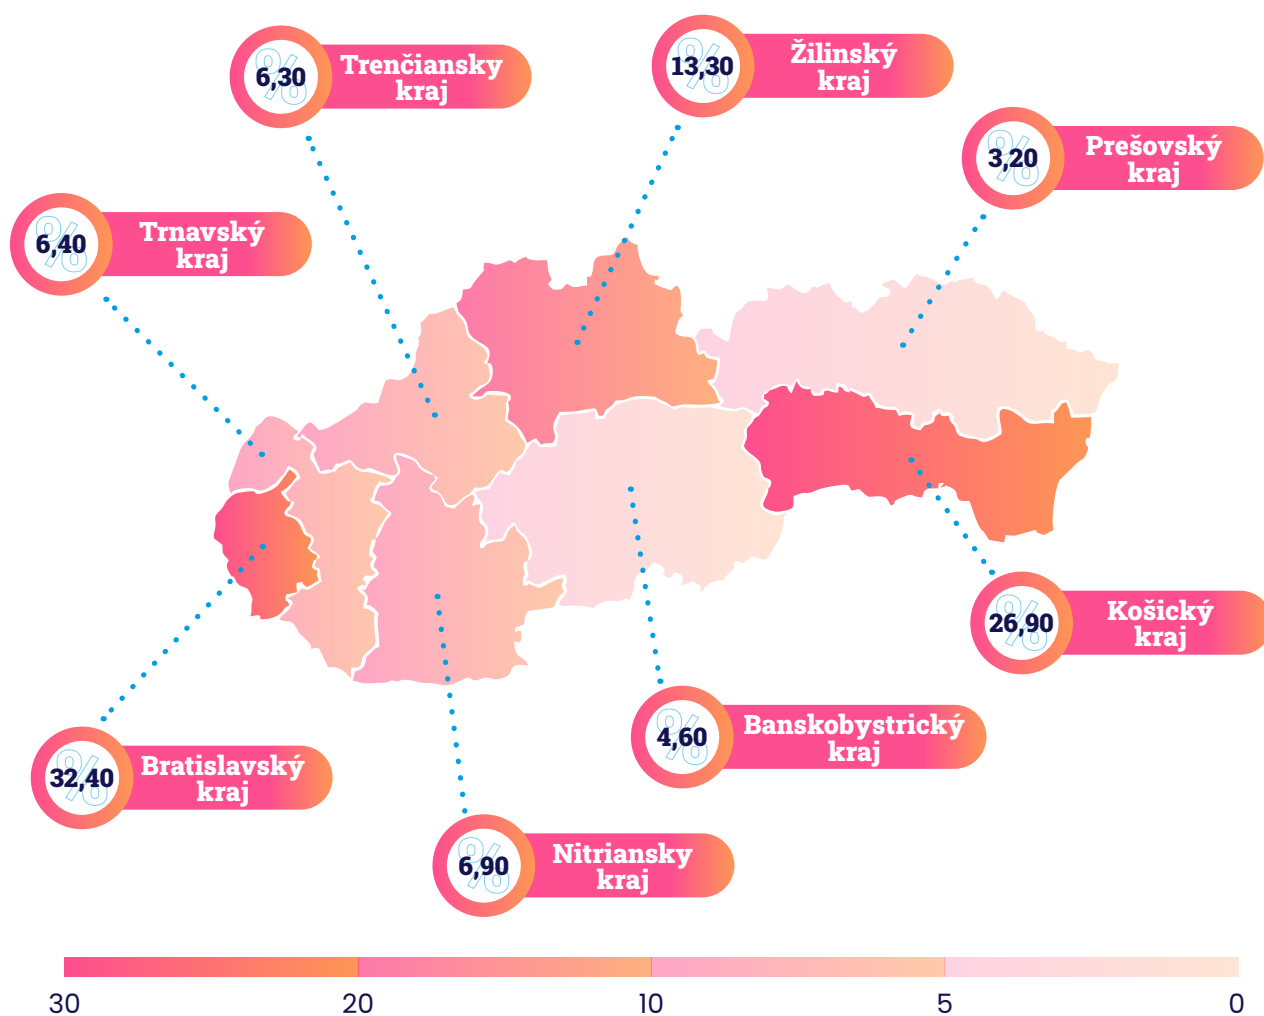 %
6,30
Trenčiansky
kraj
%
13,30
Žilinský
kraj
%
3,20
Prešovský
kraj
%
6,40
Trnavský
kraj
%
26,90
Košický
kraj
%
4,60
Banskobystrický
kraj
%
32,40
Bratislavský
kraj
%
6,90
Nitriansky
kraj
30 20 10 5 0